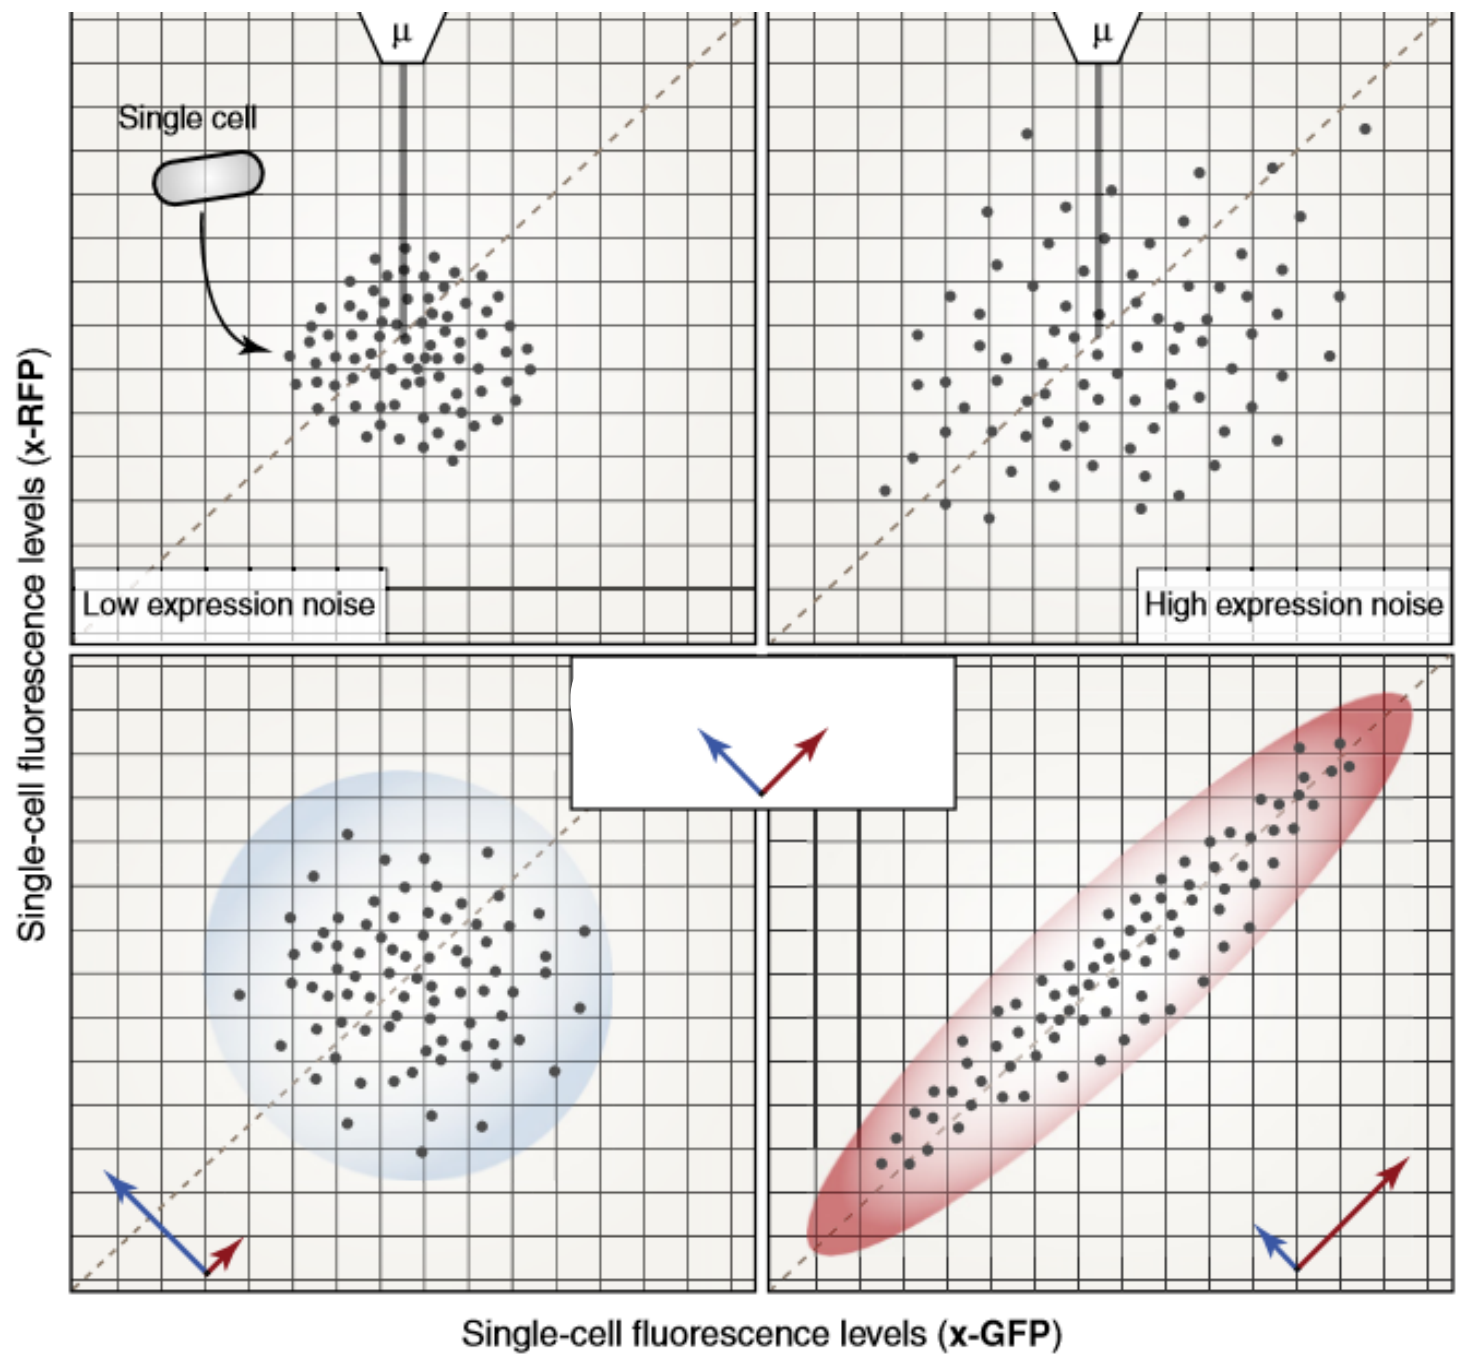 μ
μ
Single cell
Low expression noise
High expression noise
Single-cell fluorescence levels (x-RFP)
Single-cell fluorescence levels (x-GFP)